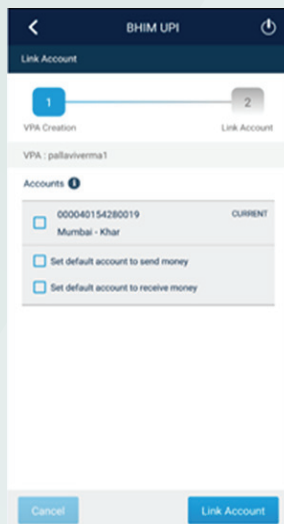 BHIM UPI
Link Account
1
2
VPA Creation
Link Account
VPA : pallaviverma1
Accounts
000040154280019
CURRENT
Mumbai - Khar
Set default account to send money
Set default account to receive money
Cancel
Link Account